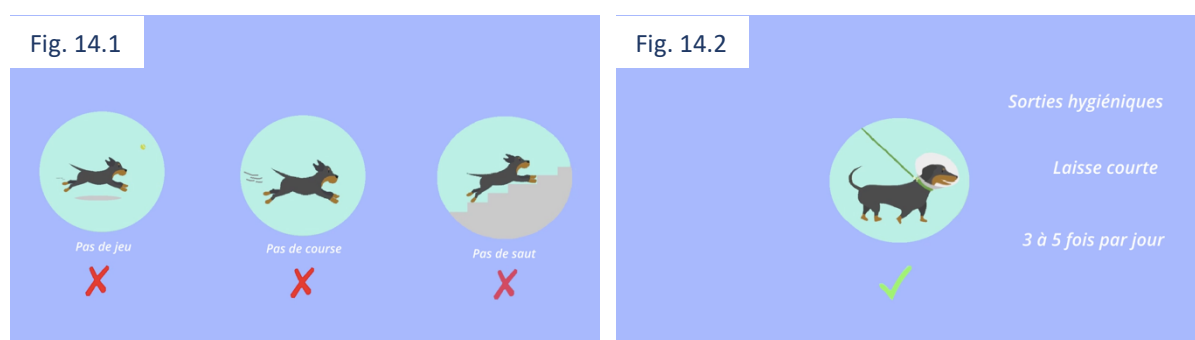 Fig. 14.1
Pas de jeu
Pas de course
Pas de saut
Fig. 14.2
Sorties hygiéniques
Laisse courte
3 à 5 fois par jour